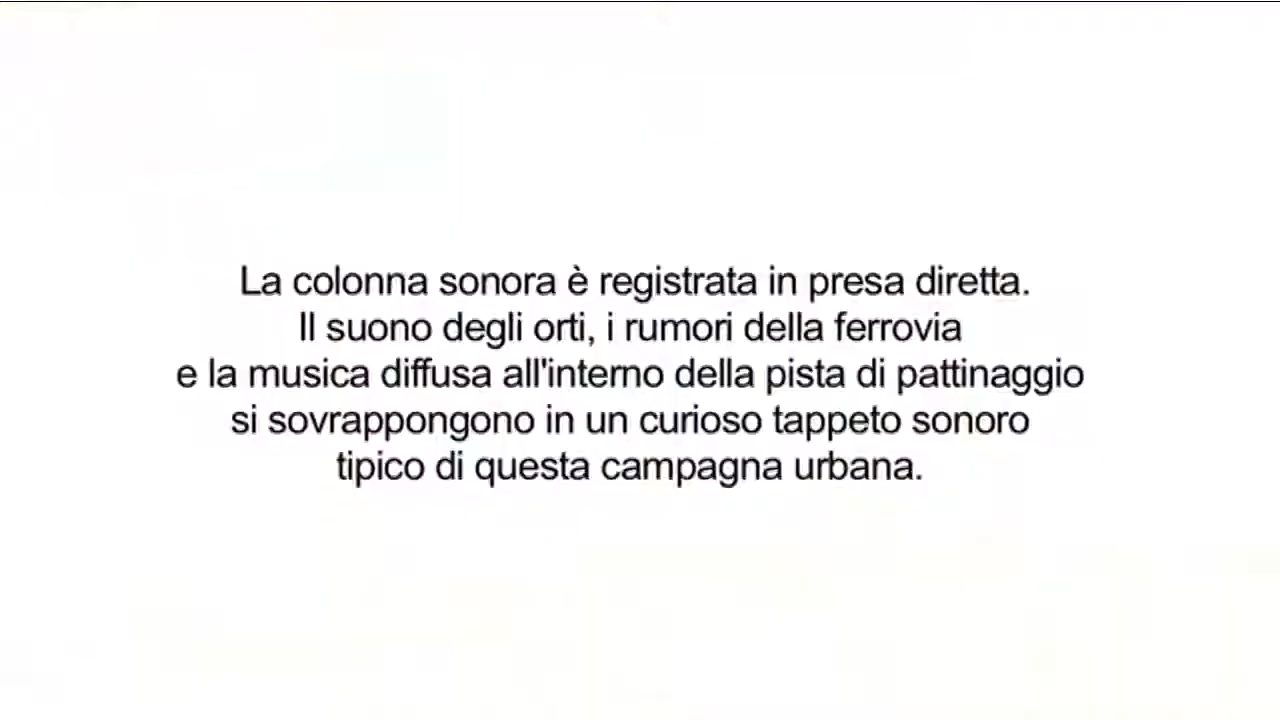 La colonna sonora è registrata in presa diretta.
Il suono degli orti, i rumori della ferrovia
e la musica diffusa all'interno della pista di pattinaggio
si sovrappongono in un curioso tappeto sonoro
tipico di questa campagna urbana.